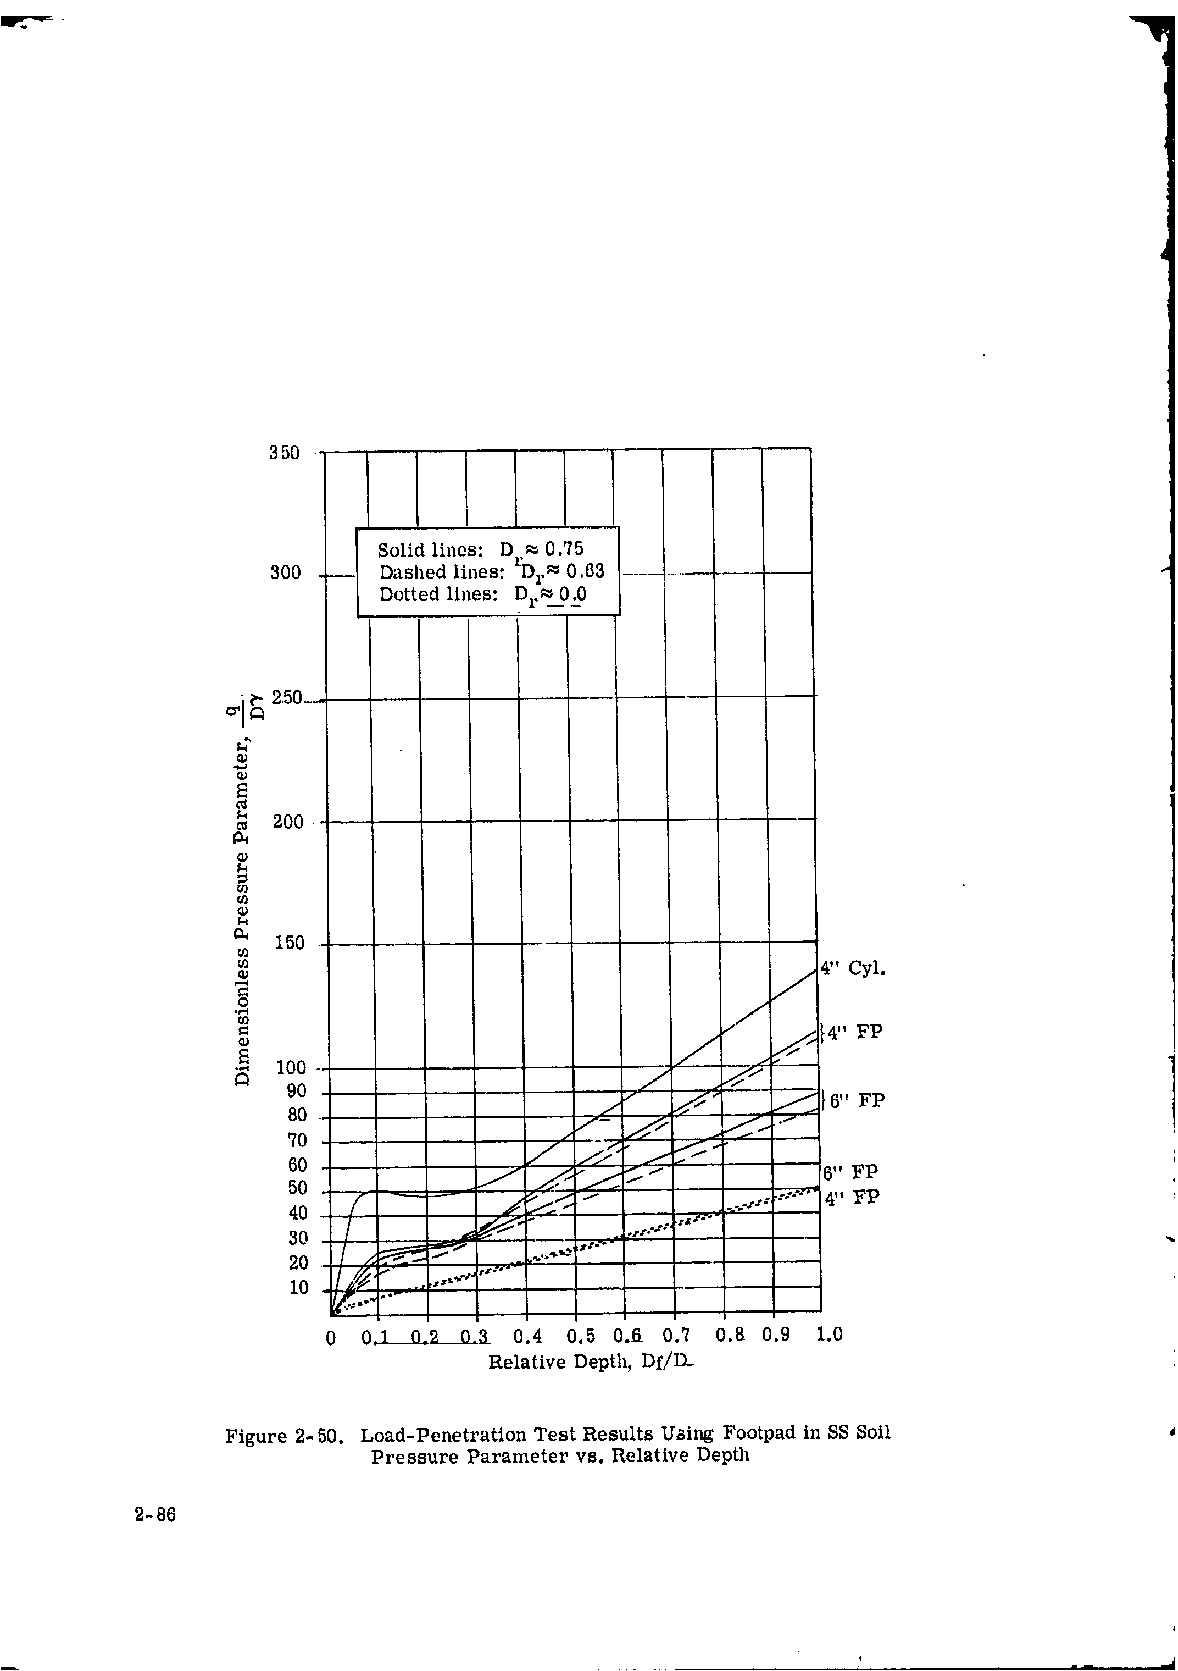 350
Solid lines: Dr≈ 0.75
300
Dashed lines: Dr≈ 0.63
Dotted lines: Dr≈ 0.0
250
200
150
100
90
80
70
60
50
40
30
20
10
Dimensionless Pressure Parameter, q/Dγ
4" Cyl.
}4" FP
}6" FP
6" FP
4" FP
0 0.1 0.2 0.3 0.4 0.5 0.6 0.7 0.8 0.9 1.0
Relative Depth, Df/D
Figure 2-50. Load-Penetration Test Results Using Footpad in SS Soil
Pressure Parameter vs. Relative Depth
2-86